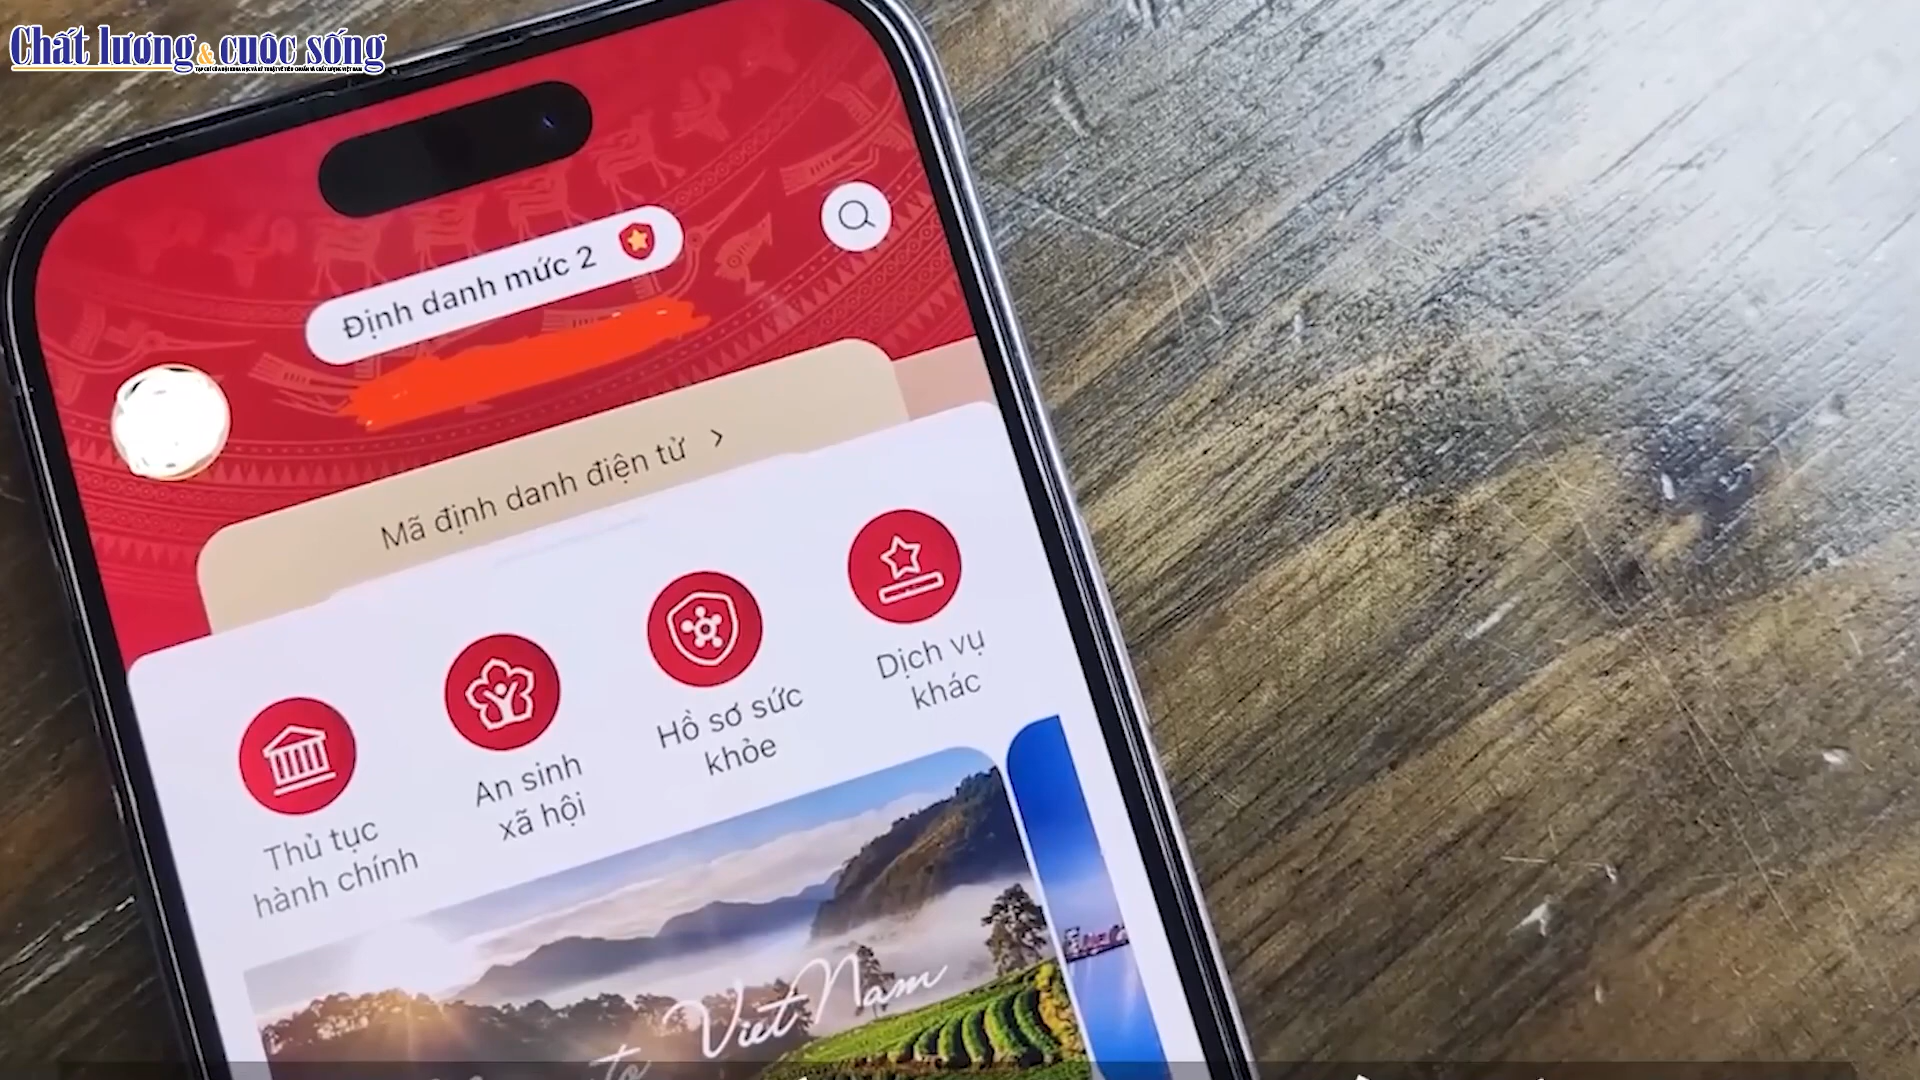 Chất lượng & cuộc sống
Định danh mức 2
Mã định danh điện tử
Thủ tục
hành chính
An sinh
xã hội
Hồ sơ sức
khỏe
Dịch vụ
khác
to Viet Nam